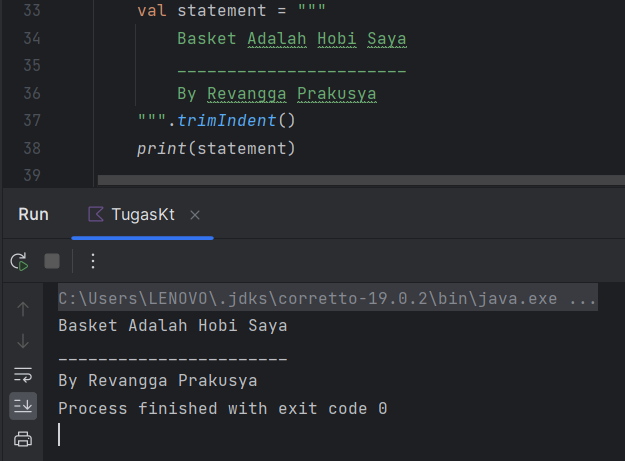 33 val statement = """
34 Basket Adalah Hobi Saya
35 _______________________
36 By Revangga Prakusya
37 """.trimIndent()
38 print(statement)
39
Run TugasKt ×
C:\Users\LENOVO\.jdks\corretto-19.0.2\bin\java.exe ...
Basket Adalah Hobi Saya
_______________________
By Revangga Prakusya
Process finished with exit code 0